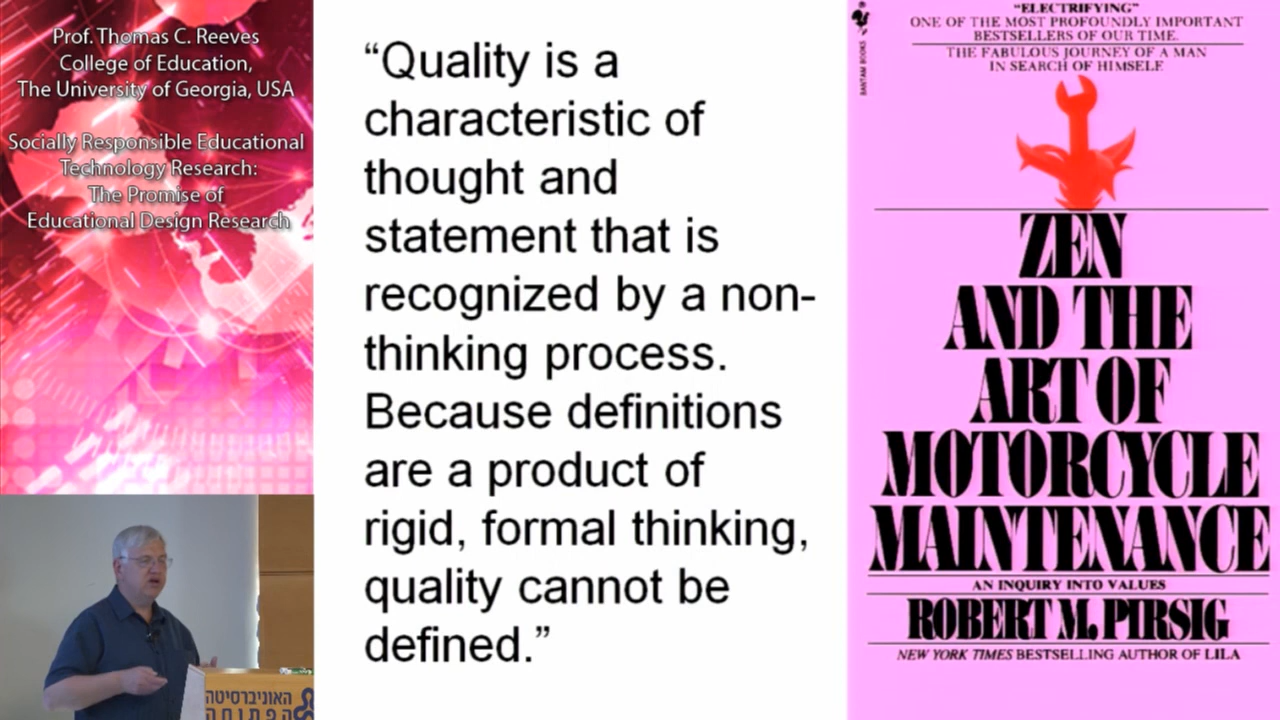 Prof. Thomas C. Reeves
College of Education,
The University of Georgia, USA
Socially Responsible Educational
Technology Research:
The Promise of
Educational Design Research
“Quality is a
characteristic of
thought and
statement that is
recognized by a non-
thinking process.
Because definitions
are a product of
rigid, formal thinking,
quality cannot be
defined.”
BANTAM BOOKS
“ELECTRIFYING”
ONE OF THE MOST PROFOUNDLY IMPORTANT
BESTSELLERS OF OUR TIME.
THE FABULOUS JOURNEY OF A MAN
IN SEARCH OF HIMSELF.
ZEN
AND THE
ART OF
MOTORCYCLE
MAINTENANCE
AN INQUIRY INTO VALUES
ROBERT M. PIRSIG
NEW YORK TIMES BESTSELLING AUTHOR OF LILA
האוניברסיטה
הפתוחה